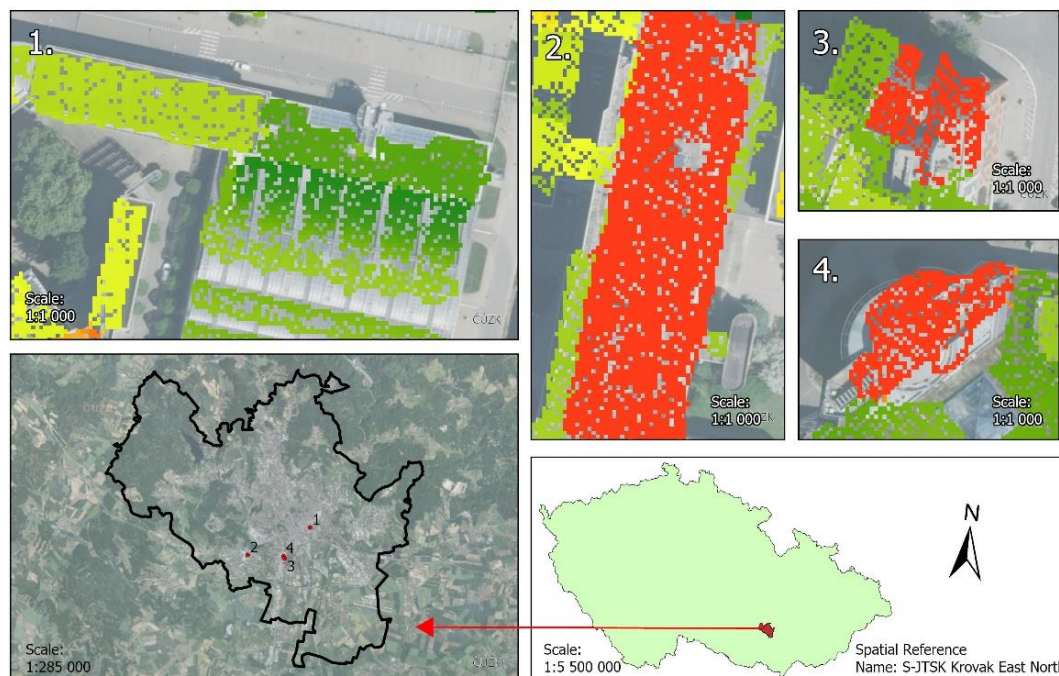 1.
Scale:
1:1 000
ČÚZK
2.
Scale:
1:1 000
ZK
3.
Scale:
1:1 000
ČÚZK
4.
Scale:
1:1 000
1
2
4
3
Scale:
1:285 000
ČÚZK
N
Scale:
1:5 500 000
Spatial Reference
Name: S-JTSK Krovak East North